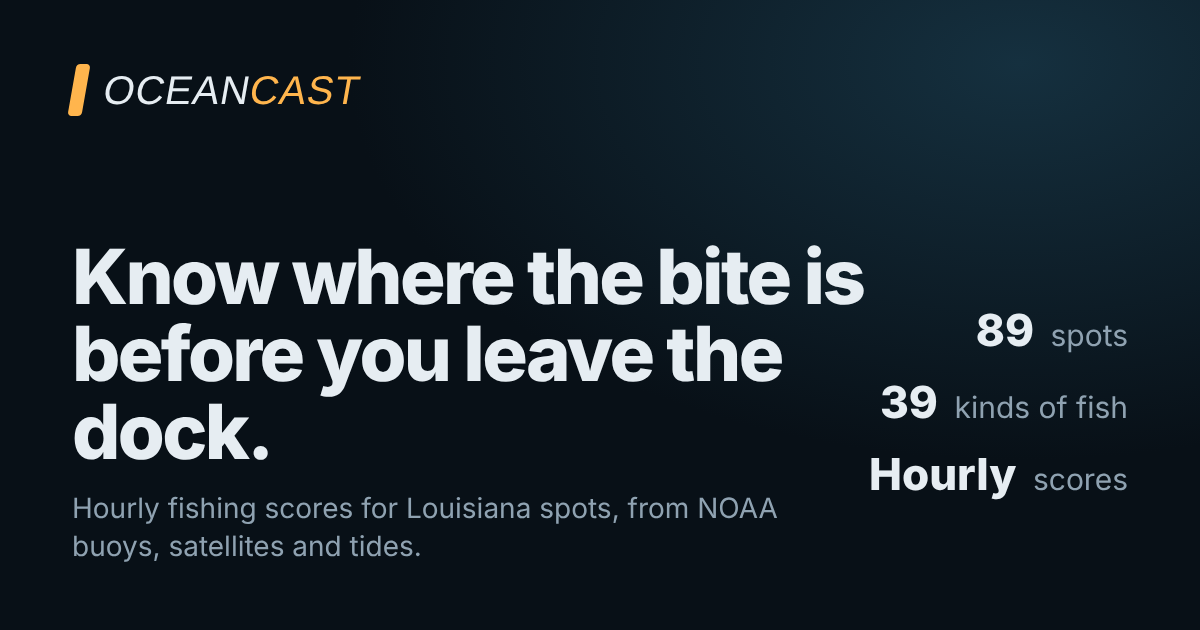 OCEANCAST
Know where the bite is
before you leave the
dock.
Hourly fishing scores for Louisiana spots, from NOAA
buoys, satellites and tides.
89 spots
39 kinds of fish
Hourly scores